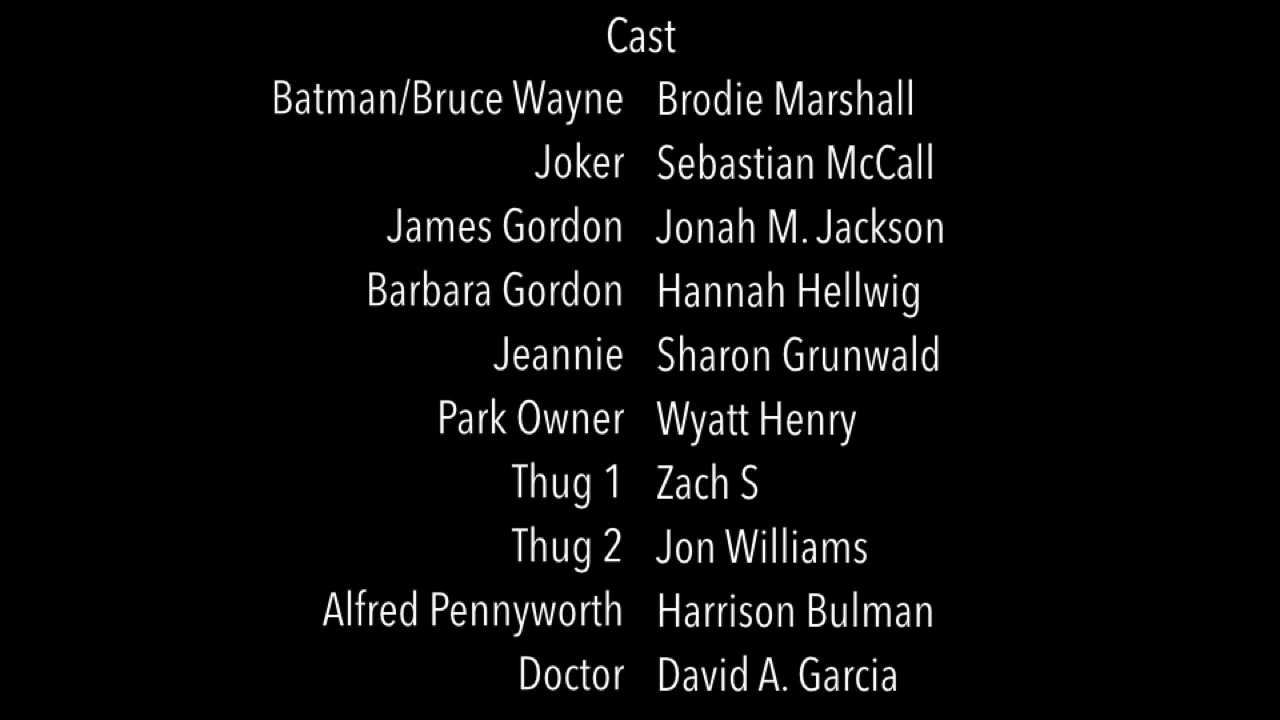 Cast
Batman/Bruce Wayne Brodie Marshall
Joker Sebastian McCall
James Gordon Jonah M. Jackson
Barbara Gordon Hannah Hellwig
Jeannie Sharon Grunwald
Park Owner Wyatt Henry
Thug 1 Zach S
Thug 2 Jon Williams
Alfred Pennyworth Harrison Bulman
Doctor David A. Garcia